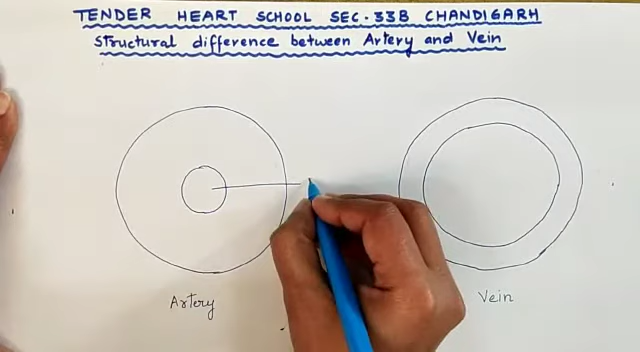 TENDER HEART SCHOOL SEC.33B CHANDIGARH
Structural difference between Artery and Vein
Artery
Vein